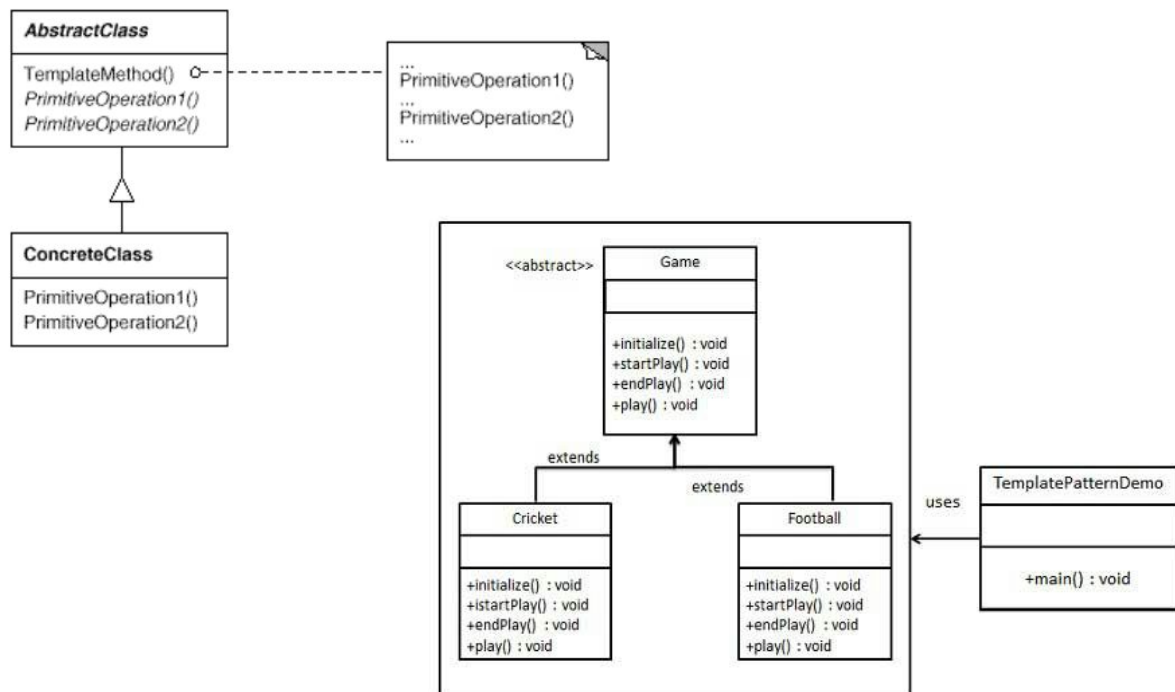 AbstractClass
TemplateMethod()
PrimitiveOperation1()
PrimitiveOperation2()
...
PrimitiveOperation1()
...
PrimitiveOperation2()
...
ConcreteClass
PrimitiveOperation1()
PrimitiveOperation2()
<<abstract>>
Game
+initialize() : void
+startPlay() : void
+endPlay() : void
+play() : void
extends
extends
Cricket
+initialize() : void
+istartPlay() : void
+endPlay() : void
+play() : void
Football
+initialize() : void
+startPlay() : void
+endPlay() : void
+play() : void
uses
TemplatePatternDemo
+main() : void